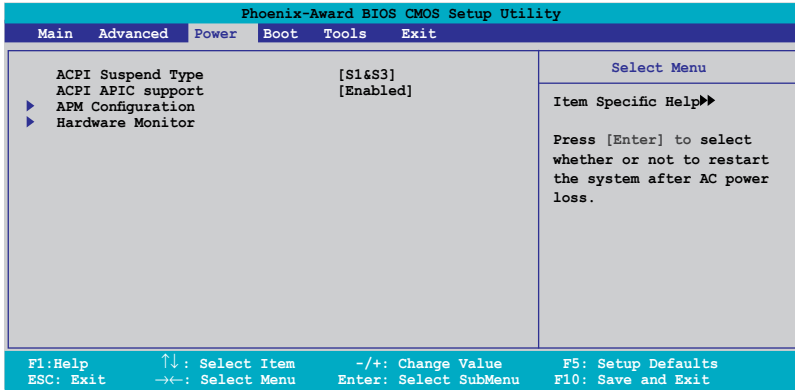 Phoenix-Award BIOS CMOS Setup Utility
Main Advanced Power Boot Tools Exit
ACPI Suspend Type [S1&S3]
ACPI APIC support [Enabled]
APM Configuration
Hardware Monitor
Select Menu
Item Specific Help
Press [Enter] to select
whether or not to restart
the system after AC power
loss.
F1:Help ↑↓: Select Item -/+: Change Value F5: Setup Defaults
ESC: Exit →←: Select Menu Enter: Select SubMenu F10: Save and Exit